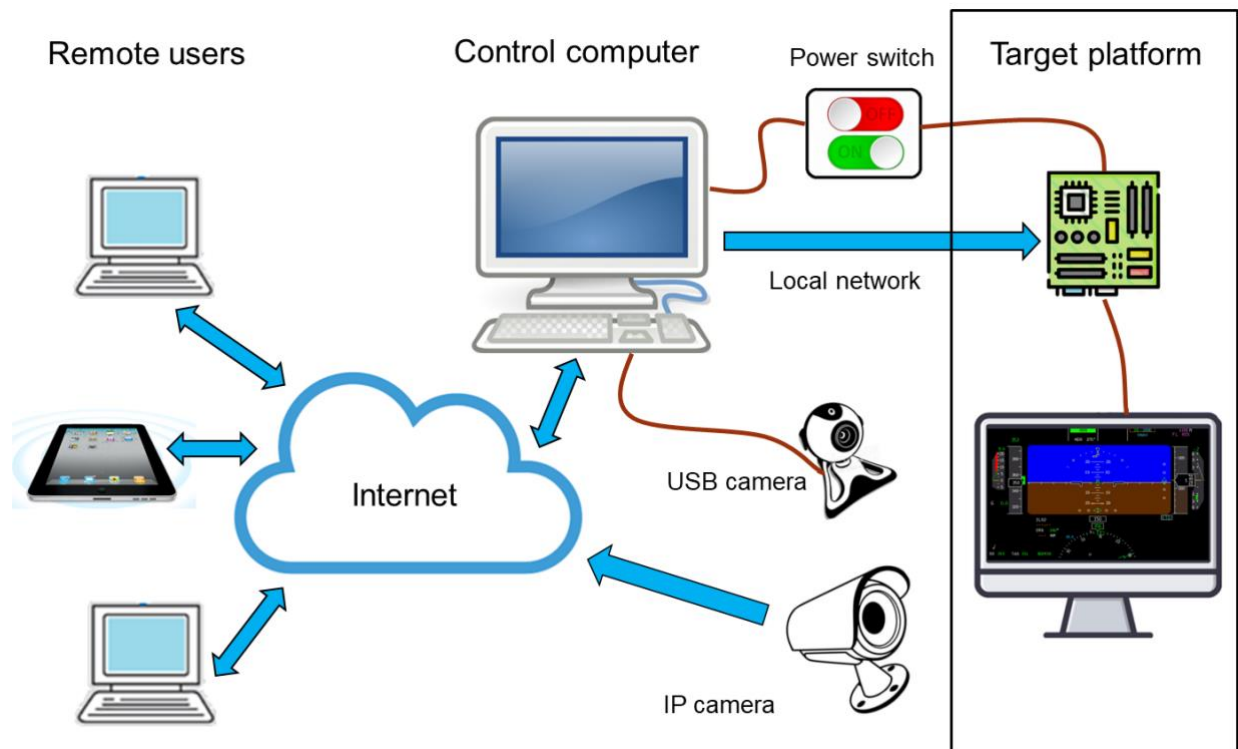 Remote users
Control computer
Power switch
Target platform
OFF
ON
Local network
USB camera
Internet
IP camera